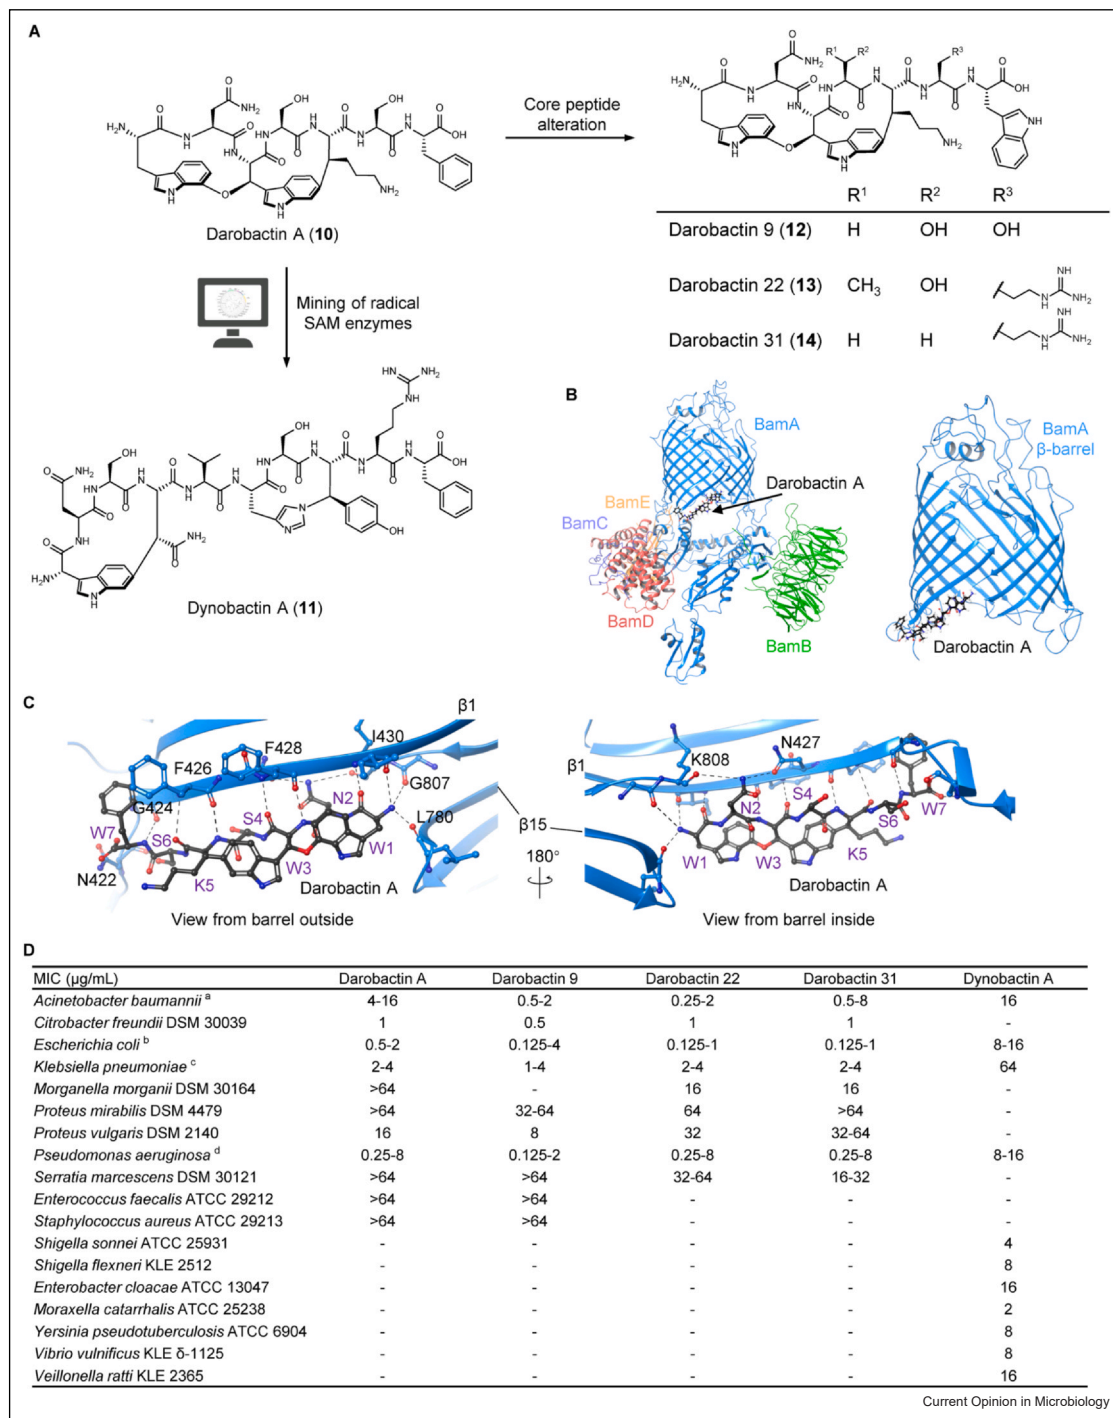 A
Core peptide
alteration
Darobactin A (10)
R¹ R² R³
Darobactin 9 (12) H OH OH
Darobactin 22 (13) CH₃ OH
Darobactin 31 (14) H H
Mining of radical
SAM enzymes
Dynobactin A (11)
B
BamA
Darobactin A
BamE
BamC
BamD
BamB
BamA
β-barrel
Darobactin A
C
β1
I430
F428
F426
G807
G424
N2
S4
L780
W7
S6
W1
N422
K5
W3
Darobactin A
View from barrel outside
β15
180°
K808
N427
β1
S4
N2
W7
S6
W1
W3
K5
Darobactin A
View from barrel inside
D
MIC (µg/mL) Darobactin A Darobactin 9 Darobactin 22 Darobactin 31 Dynobactin A
Acinetobacter baumannii ᵃ 4-16 0.5-2 0.25-2 0.5-8 16
Citrobacter freundii DSM 30039 1 0.5 1 1 -
Escherichia coli ᵇ 0.5-2 0.125-4 0.125-1 0.125-1 8-16
Klebsiella pneumoniae ᶜ 2-4 1-4 2-4 2-4 64
Morganella morganii DSM 30164 >64 - 16 16 -
Proteus mirabilis DSM 4479 >64 32-64 64 >64 -
Proteus vulgaris DSM 2140 16 8 32 32-64 -
Pseudomonas aeruginosa ᵈ 0.25-8 0.125-2 0.25-8 0.25-8 8-16
Serratia marcescens DSM 30121 >64 >64 32-64 16-32 -
Enterococcus faecalis ATCC 29212 >64 >64 - - -
Staphylococcus aureus ATCC 29213 >64 >64 - - -
Shigella sonnei ATCC 25931 - - - - 4
Shigella flexneri KLE 2512 - - - - 8
Enterobacter cloacae ATCC 13047 - - - - 16
Moraxella catarrhalis ATCC 25238 - - - - 2
Yersinia pseudotuberculosis ATCC 6904 - - - - 8
Vibrio vulnificus KLE δ-1125 - - - - 8
Veillonella ratti KLE 2365 - - - - 16
Current Opinion in Microbiology